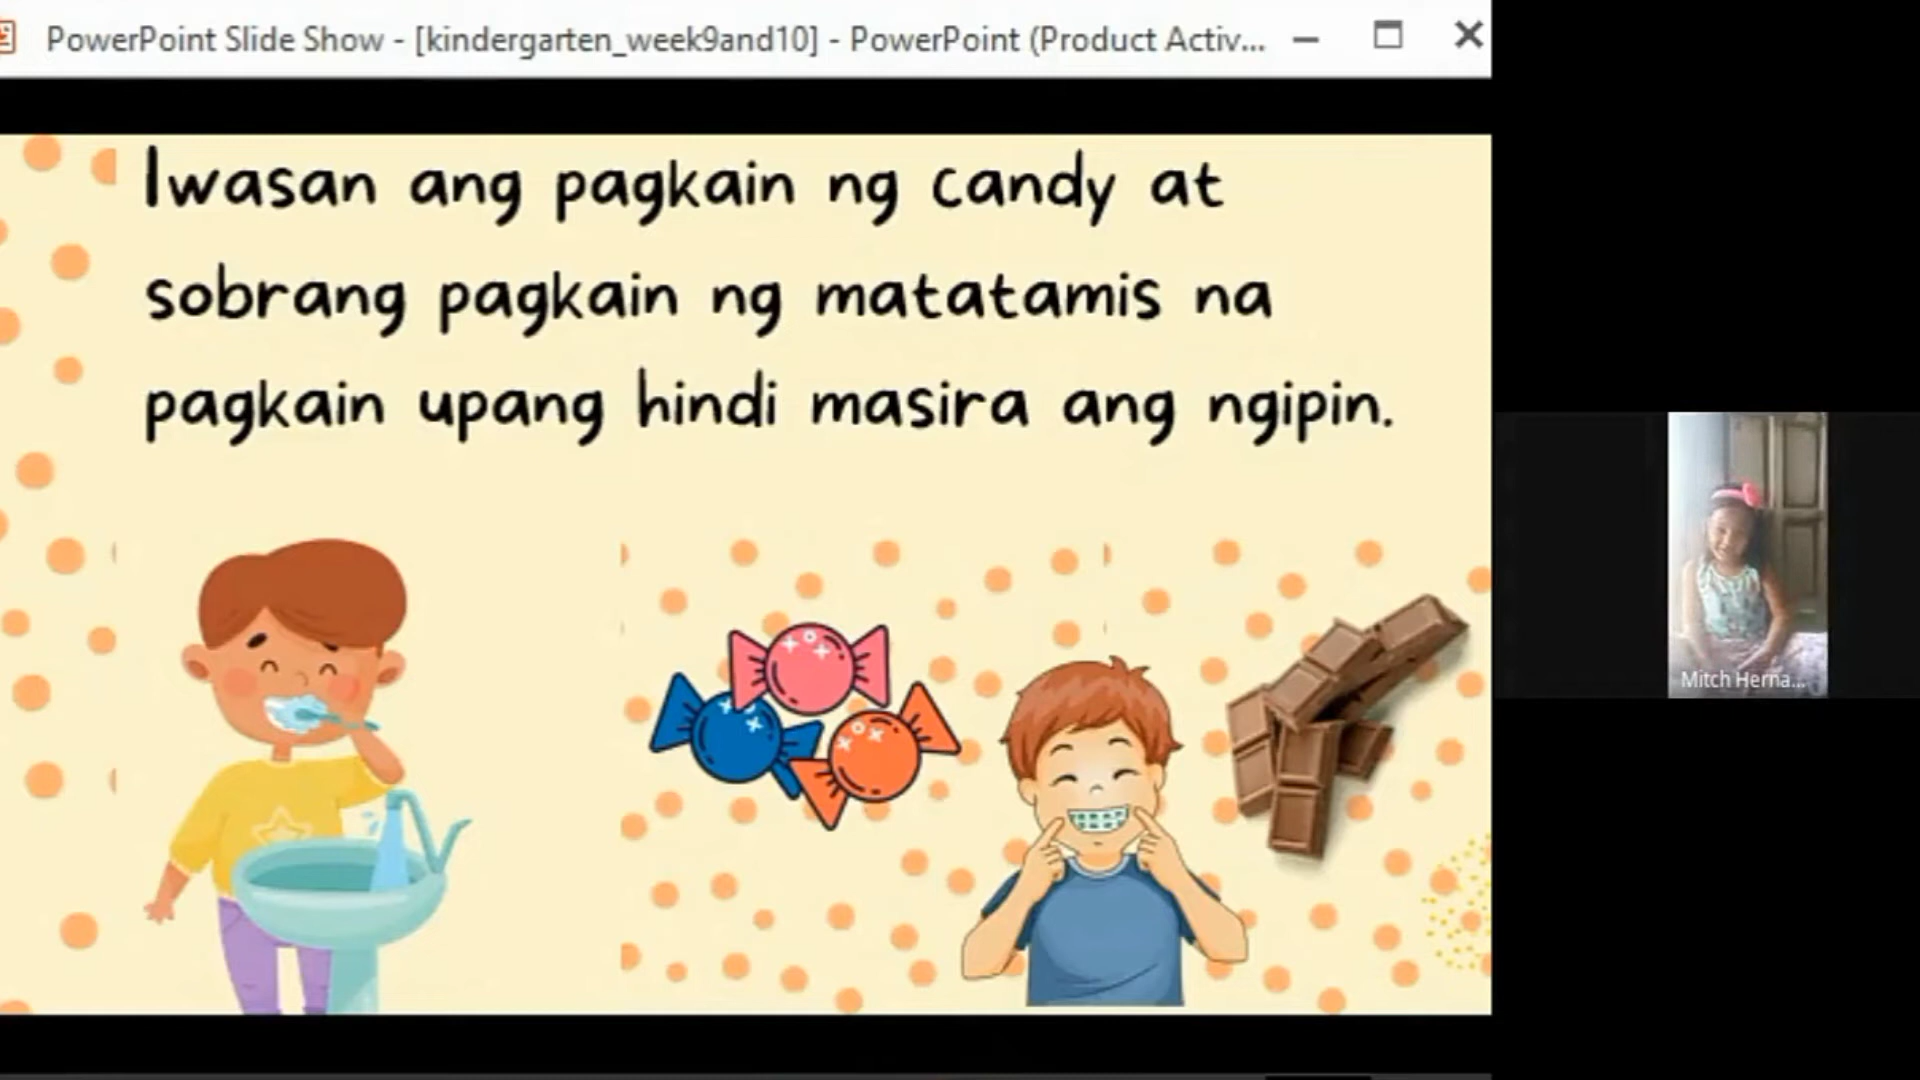 PowerPoint Slide Show - [kindergarten_week9and10] - PowerPoint (Product Activ...
Iwasan ang pagkain ng candy at
sobrang pagkain ng matatamis na
pagkain upang hindi masira ang ngipin.
Mitch Herna...